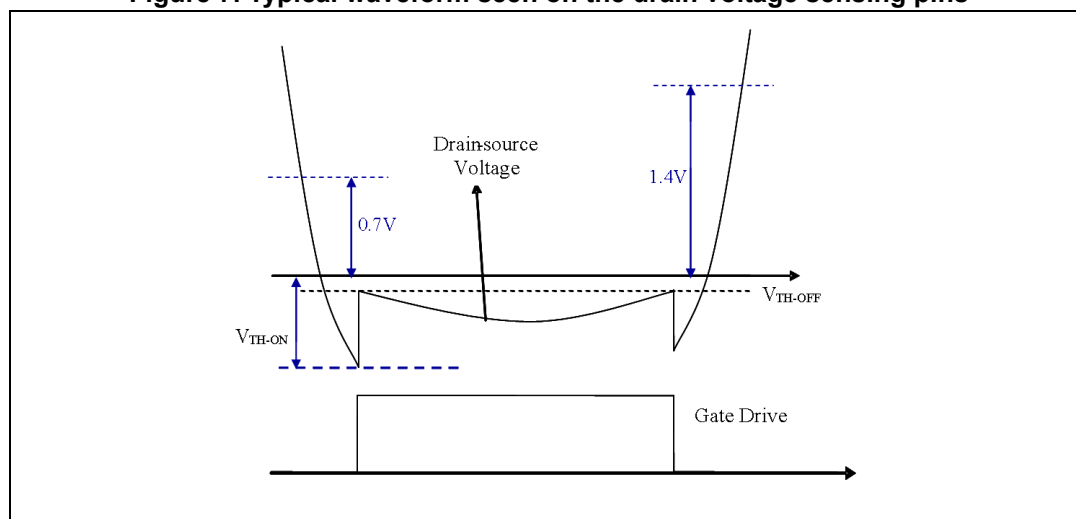 Figure Typical waveform seen on the drain voltage sensing pins
Drain-source
Voltage
1.4V
0.7V
VTH-OFF
VTH-ON
Gate Drive